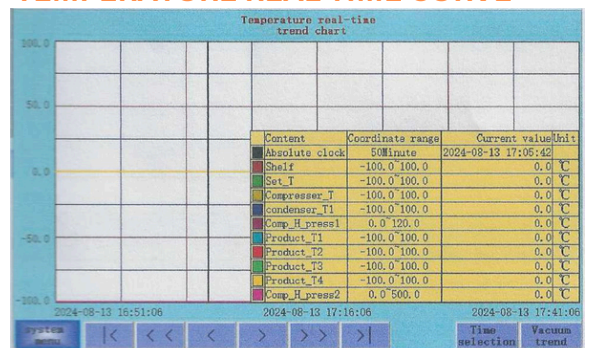 TEMPERATURE REAL TIME CURVE
Temperature real-time
trend chart
100.0
50.0
0.0
-50.0
-100.0
Content Coordinate range Current value Unit
Absolute clock 50Minute 2024-08-13 17:05:42
Shelf -100.0~100.0 0.0 ℃
Set_T -100.0~100.0 0.0 ℃
Compresser_T -100.0~100.0 0.0 ℃
condenser_T1 -100.0~100.0 0.0 ℃
Comp_H_press1 0.0~120.0 0.0 ℃
Product_T1 -100.0~100.0 0.0 ℃
Product_T2 -100.0~100.0 0.0 ℃
Product_T3 -100.0~100.0 0.0 ℃
Product_T4 -100.0~100.0 0.0 ℃
Comp_H_press2 0.0~500.0 0.0 ℃
2024-08-13 16:51:06 2024-08-13 17:16:06 2024-08-13 17:41:06
system
menu
|< << < > >> >|
Time
selection
Vacuum
trend